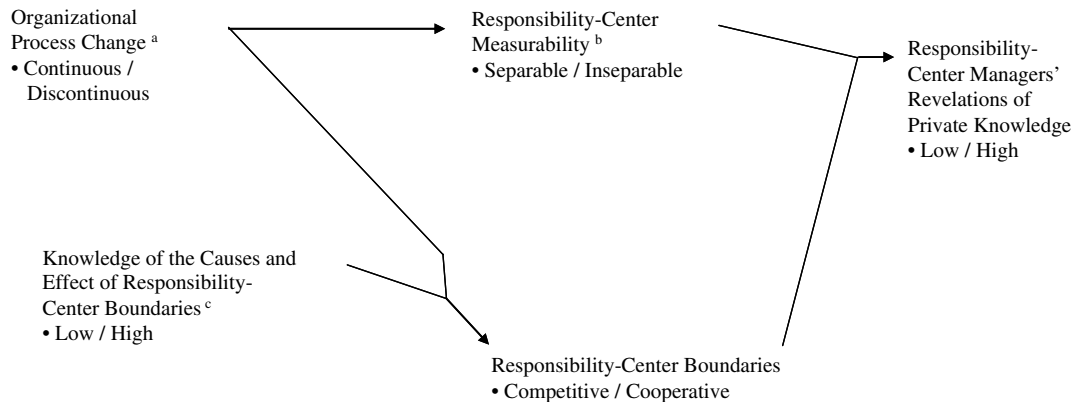 Organizational
Process Change a
• Continuous /
Discontinuous
Responsibility-Center
Measurability b
• Separable / Inseparable
Responsibility-
Center Managers’
Revelations of
Private Knowledge
• Low / High
Knowledge of the Causes and
Effect of Responsibility-
Center Boundaries c
• Low / High
Responsibility-Center Boundaries
• Competitive / Cooperative